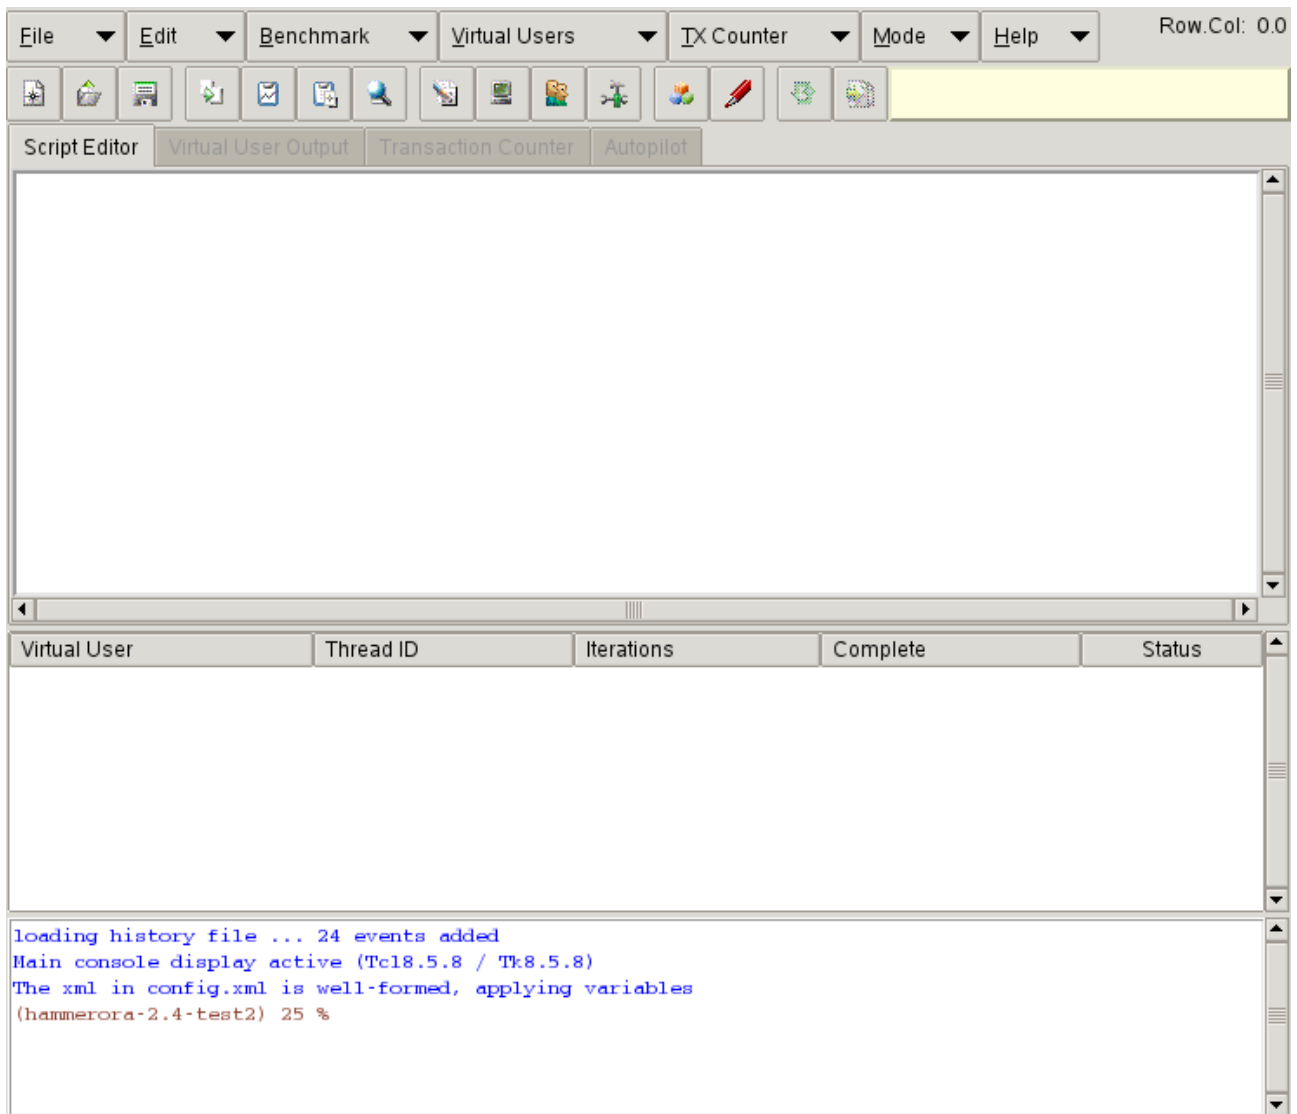 File Edit Benchmark Virtual Users TX Counter Mode Help Row.Col: 0.0
Script Editor Virtual User Output Transaction Counter Autopilot
Virtual User Thread ID Iterations Complete Status
loading history file ... 24 events added
Main console display active (Tcl8.5.8 / Tk8.5.8)
The xml in config.xml is well-formed, applying variables
(hammerora-2.4-test2) 25 %